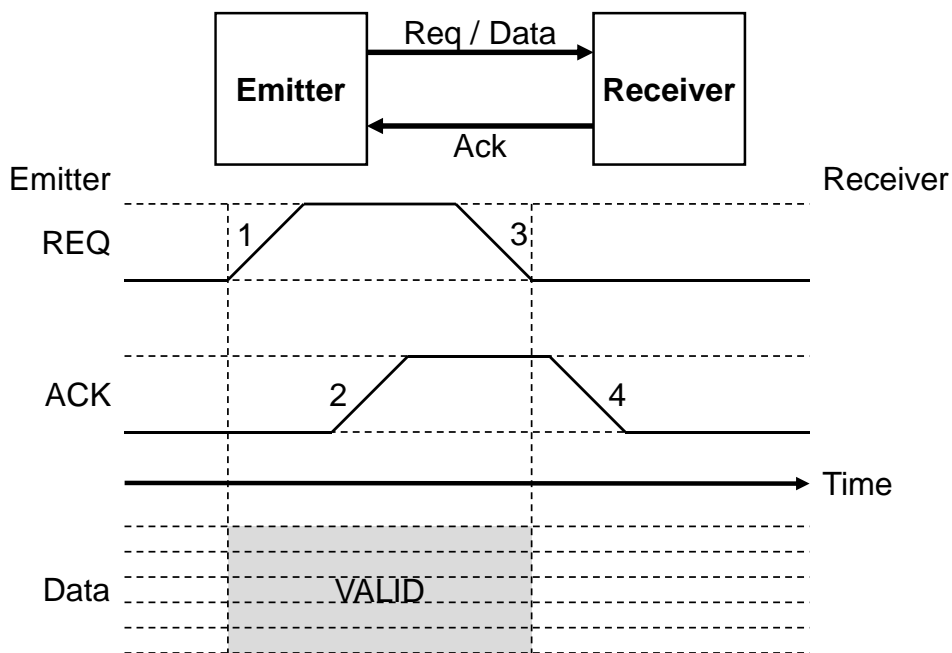 Req / Data
Emitter
Receiver
Ack
Emitter
Receiver
1
3
REQ
2
4
ACK
Time
VALID
Data